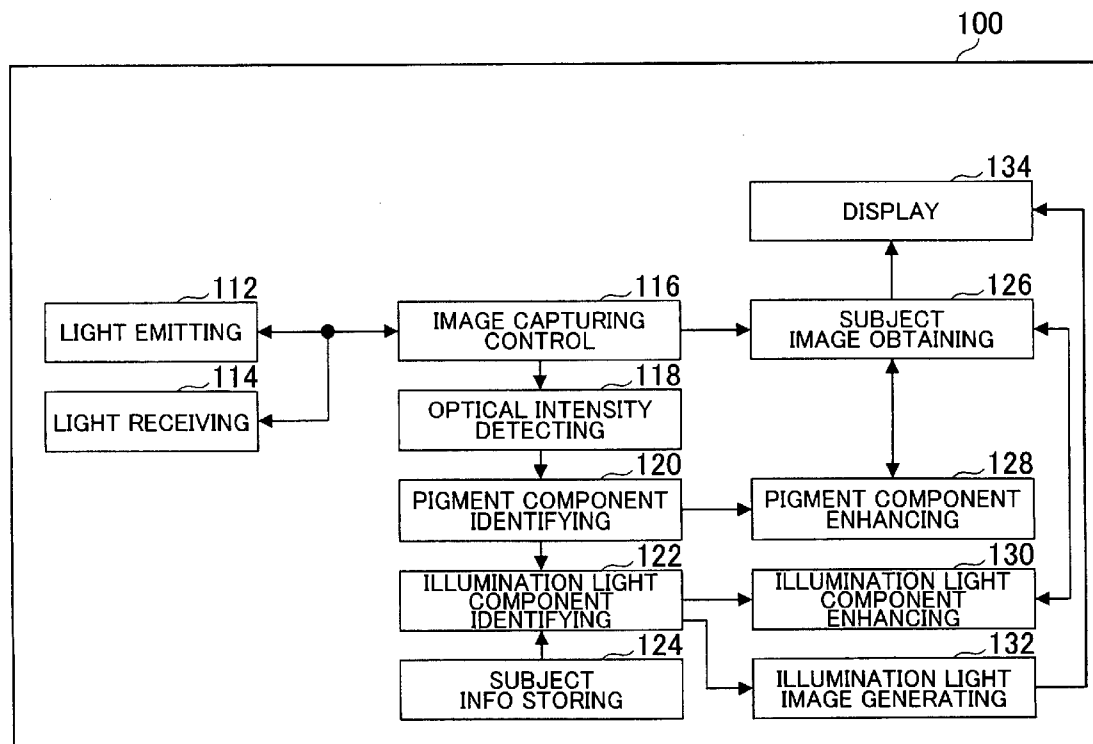 100
134
DISPLAY
112
LIGHT EMITTING
116
IMAGE CAPTURING
CONTROL
126
SUBJECT
IMAGE OBTAINING
114
LIGHT RECEIVING
118
OPTICAL INTENSITY
DETECTING
120
PIGMENT COMPONENT
IDENTIFYING
128
PIGMENT COMPONENT
ENHANCING
122
ILLUMINATION LIGHT
COMPONENT
IDENTIFYING
130
ILLUMINATION LIGHT
COMPONENT
ENHANCING
124
SUBJECT
INFO STORING
132
ILLUMINATION LIGHT
IMAGE GENERATING